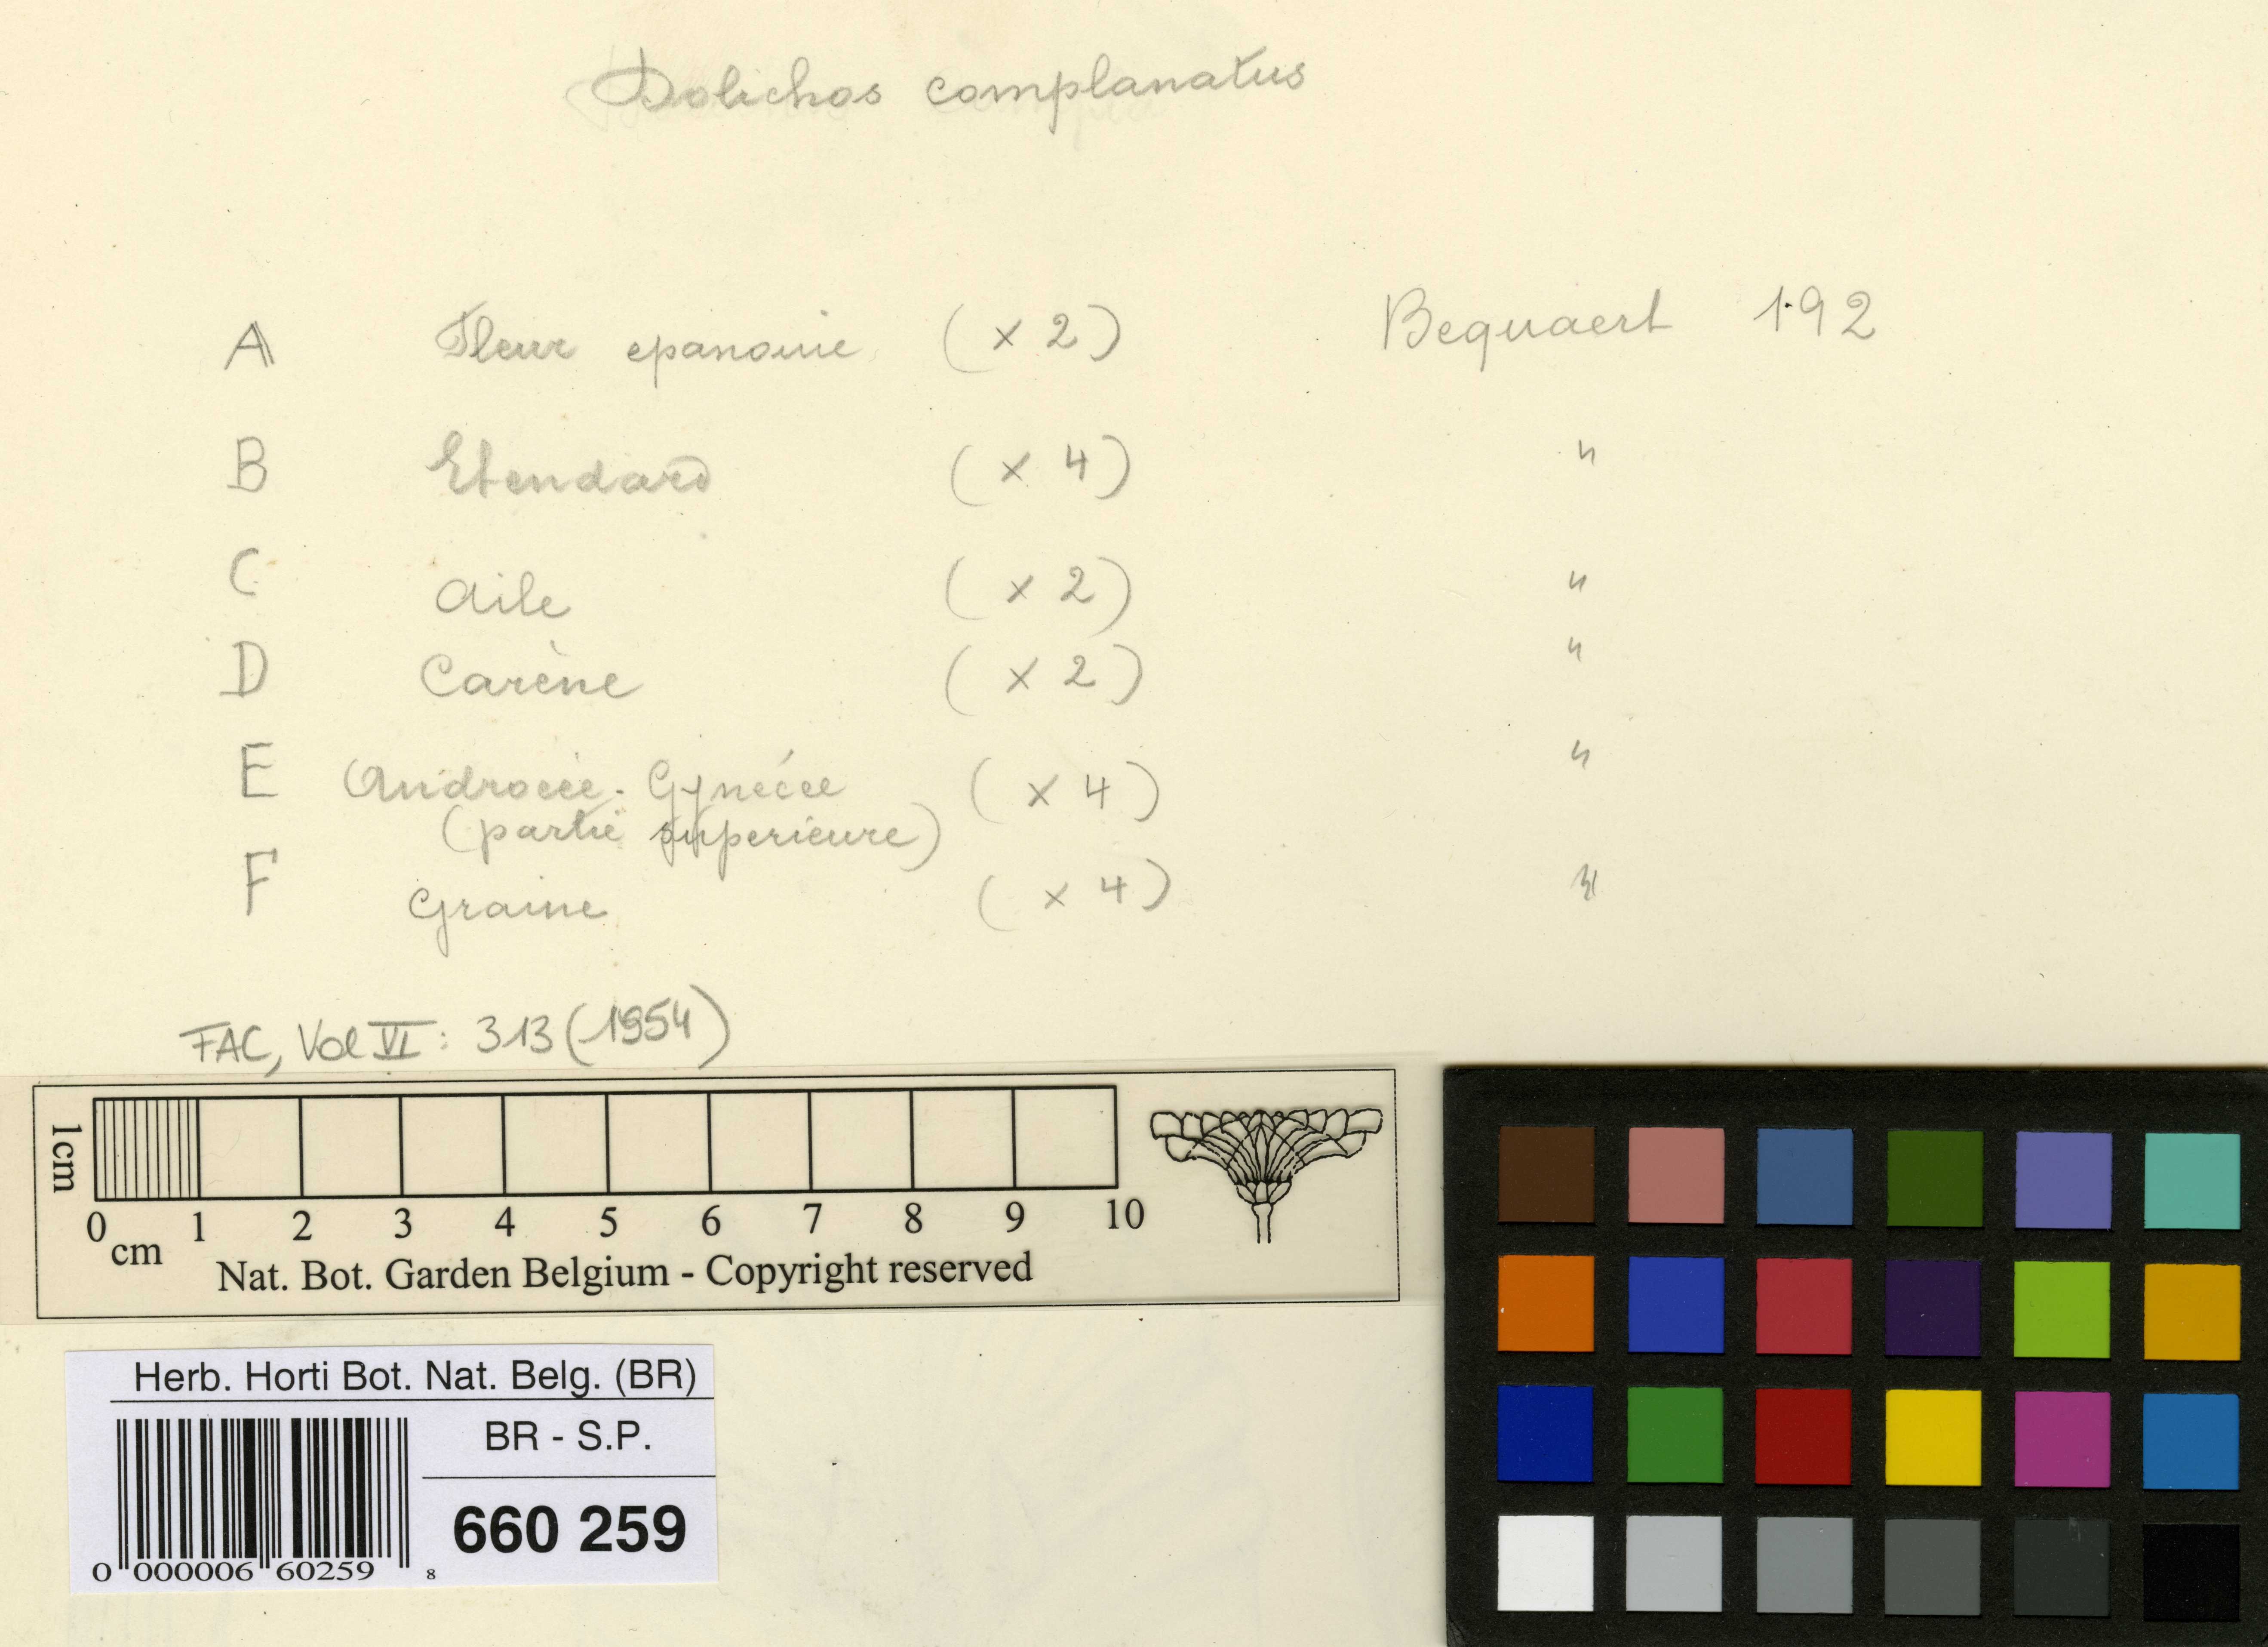 Dolichos complanatus
A Fleur epanouie (x 2) Bequaert 192
B Etendard (x 4) "
C Aile (x 2) "
D Carène (x 2) "
E Androcée - Gynécée (x 4) "
(partie superieure)
F Graine (x 4) "
FAC, Vol VI : 313 (1954)
1cm
0 1 2 3 4 5 6 7 8 9 10
cm
Nat. Bot. Garden Belgium - Copyright reserved
Herb. Horti Bot. Nat. Belg. (BR)
BR - S.P.
660 259
0 000006 60259 8